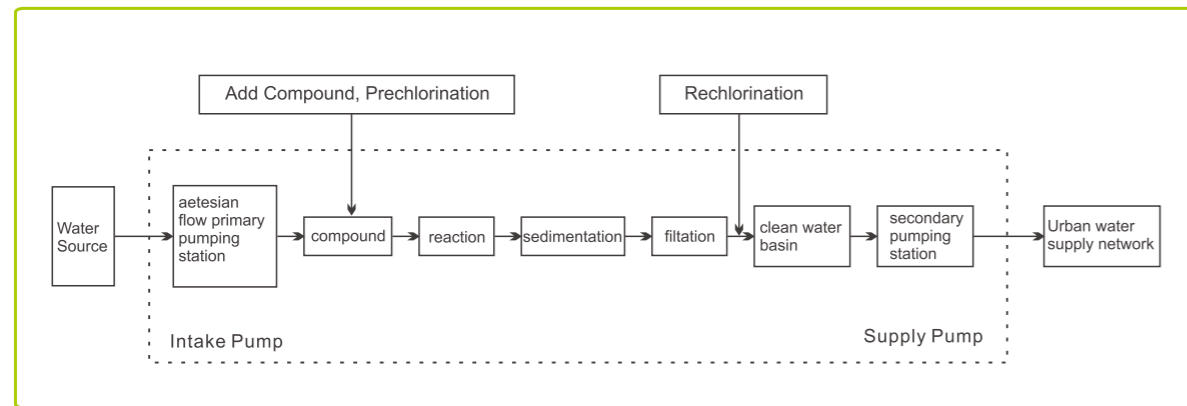 Add Compound, Prechlorination
Rechlorination
Water
Source
aetesian
flow primary
pumping
station
compound
reaction
sedimentation
filtation
clean water
basin
secondary
pumping
station
Urban water
supply network
Intake Pump
Supply Pump